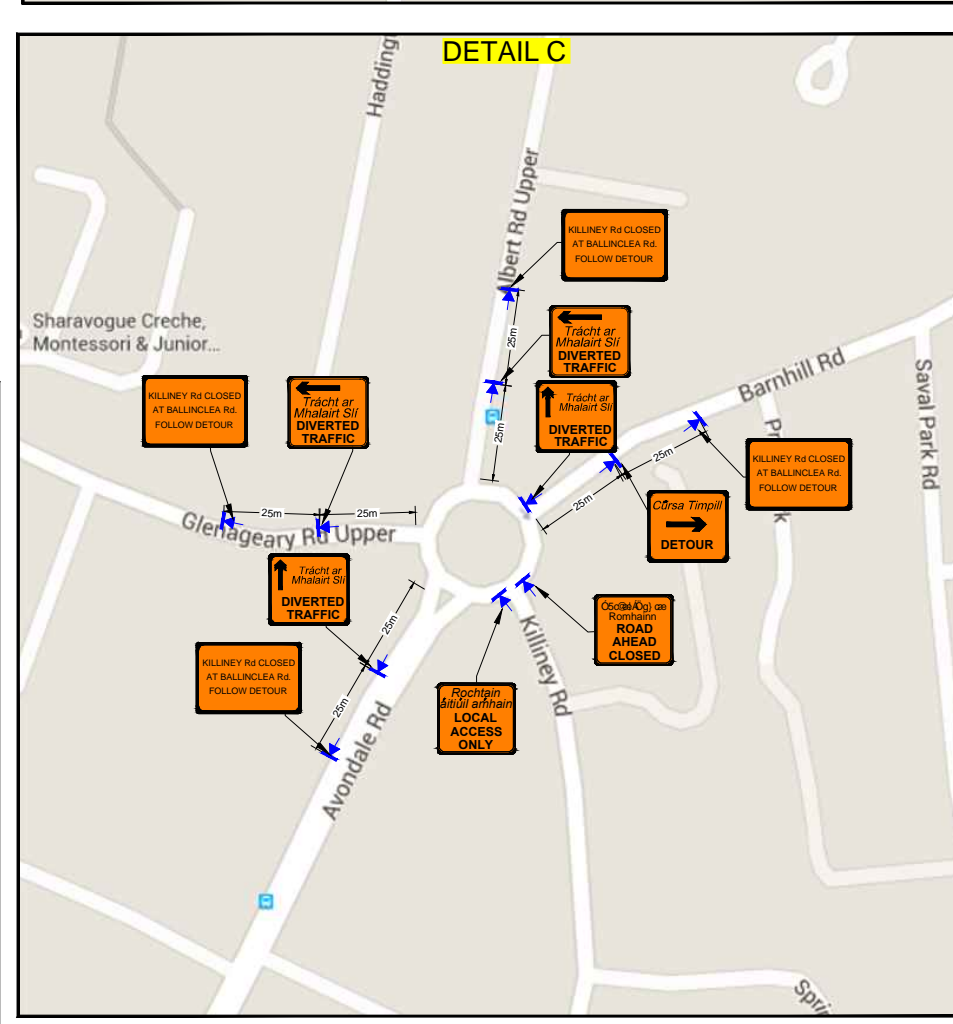 DETAIL C
Hadding
Albert Rd Upper
KILLINEY Rd CLOSED
AT BALLINCLEA Rd.
FOLLOW DETOUR
Sharavogue Creche,
Montessori & Junior...
25m
Trácht ar
Mhalairt Slí
DIVERTED
TRAFFIC
Barnhill Rd
Saval Park Rd
KILLINEY Rd CLOSED
AT BALLINCLEA Rd.
FOLLOW DETOUR
Trácht ar
Mhalairt Slí
DIVERTED
TRAFFIC
Trácht ar
Mhalairt Slí
DIVERTED
TRAFFIC
25m
25m
25m
KILLINEY Rd CLOSED
AT BALLINCLEA Rd.
FOLLOW DETOUR
Cúrsa Timpill
DETOUR
25m
25m
Glenageary Rd Upper
Trácht ar
Mhalairt Slí
DIVERTED
TRAFFIC
25m
25m
KILLINEY Rd CLOSED
AT BALLINCLEA Rd.
FOLLOW DETOUR
Romhainn
ROAD
AHEAD
CLOSED
Killiney Rd
Rochtain
áitiúil amhain
LOCAL
ACCESS
ONLY
Avondale Rd
Spri